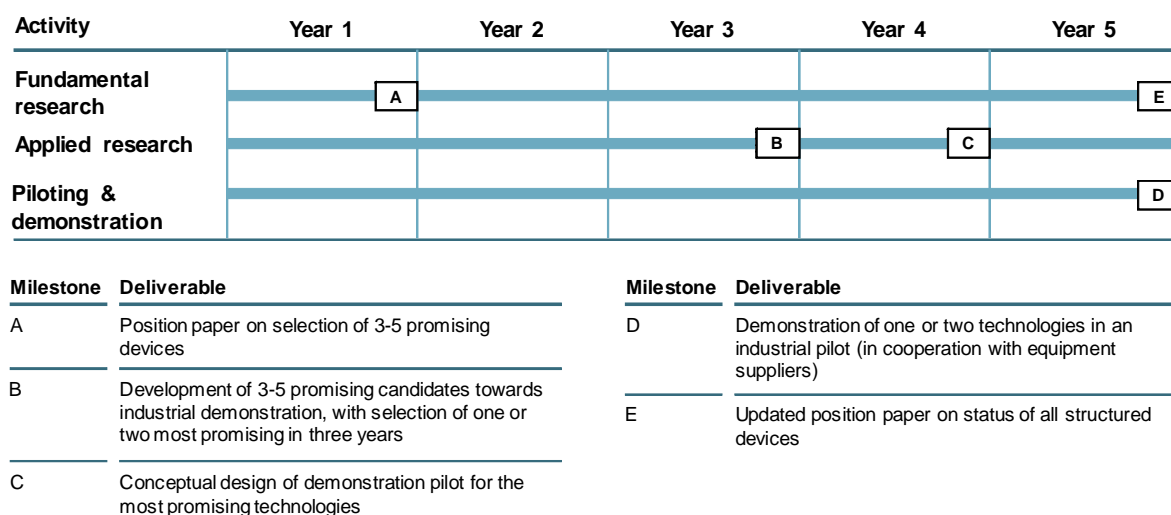 Activity Year 1 Year 2 Year 3 Year 4 Year 5
Fundamental
research
A
E
Applied research
B
C
Piloting &
demonstration
D
Milestone Deliverable
A Position paper on selection of 3-5 promising
devices
B Development of 3-5 promising candidates towards
industrial demonstration, with selection of one or
two most promising in three years
C Conceptual design of demonstration pilot for the
most promising technologies
Milestone Deliverable
D Demonstration of one or two technologies in an
industrial pilot (in cooperation with equipment
suppliers)
E Updated position paper on status of all structured
devices